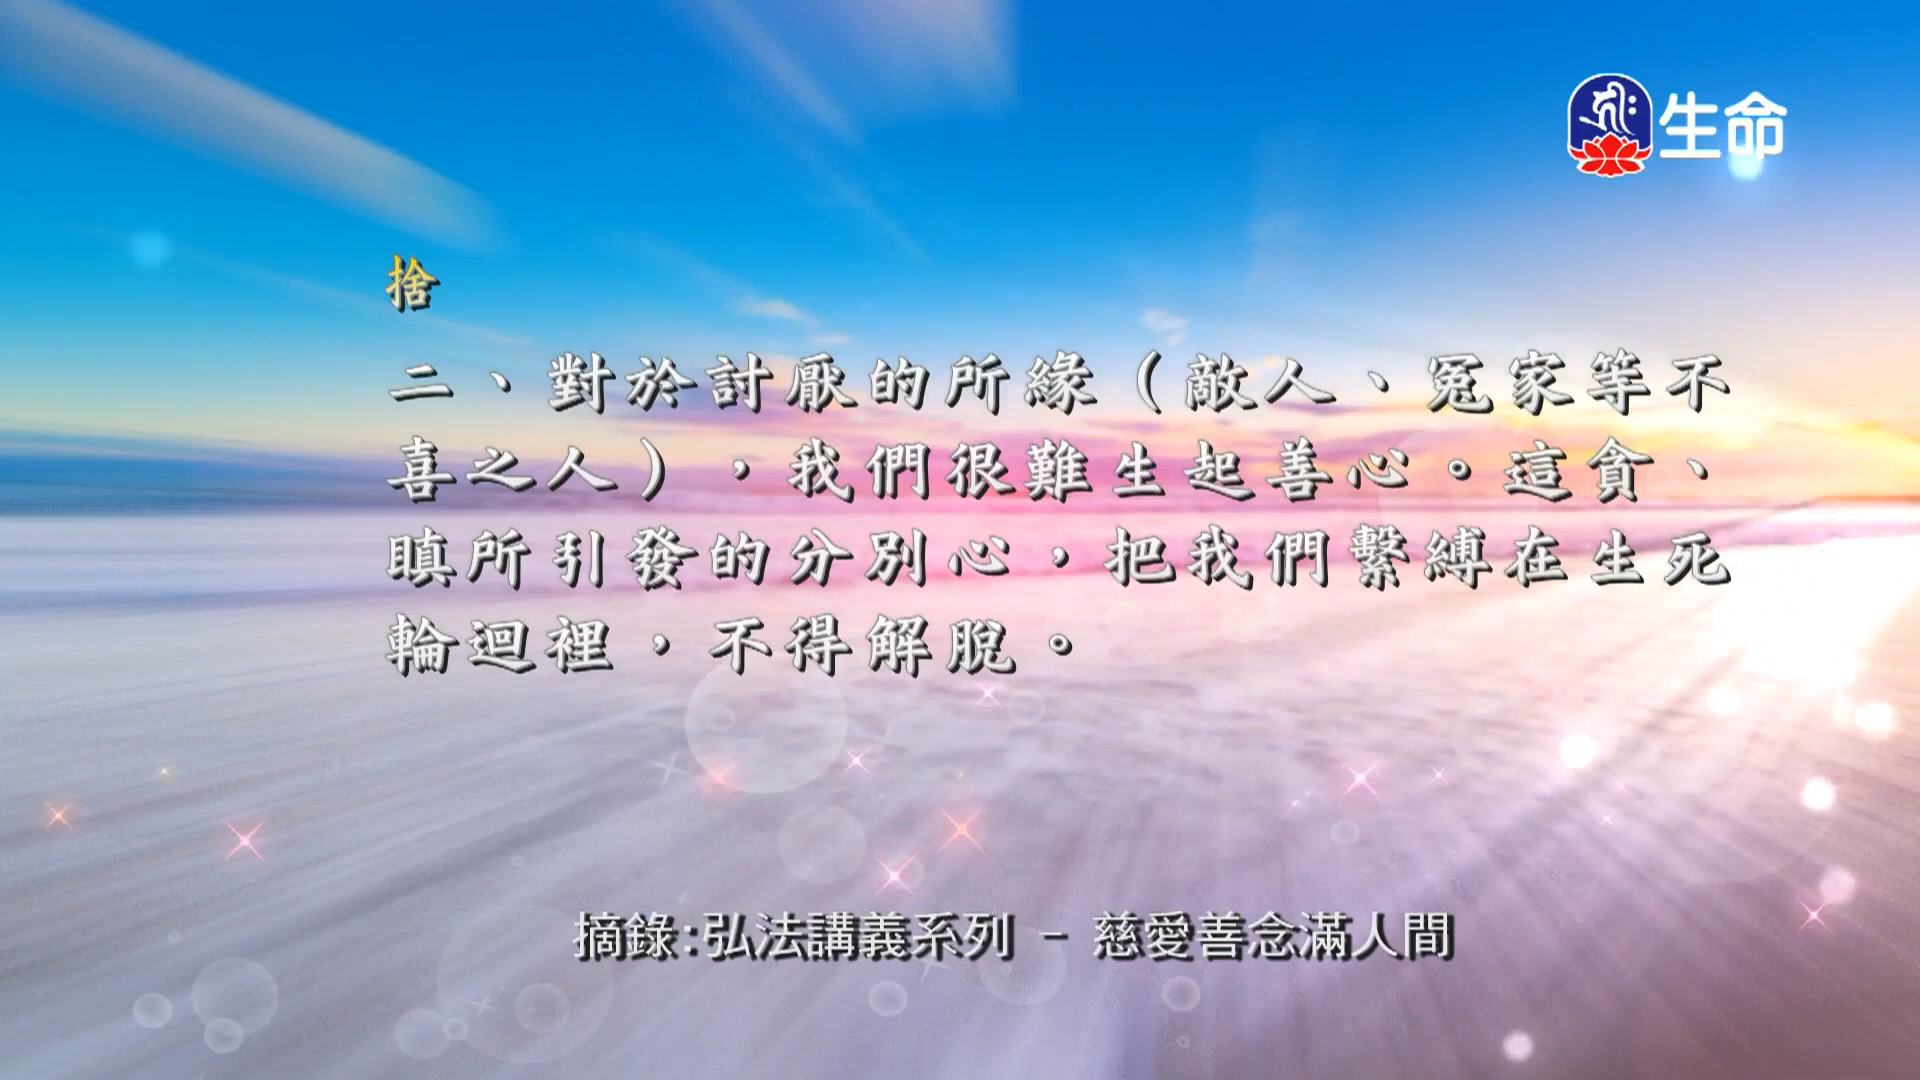 生命
捨
二、對於討厭的所緣（敵人、冤家等不
喜之人），我們很難生起善心。這貪、
瞋所引發的分別心，把我們繫縛在生死
輪迴裡，不得解脫。
摘錄:弘法講義系列 - 慈愛善念滿人間